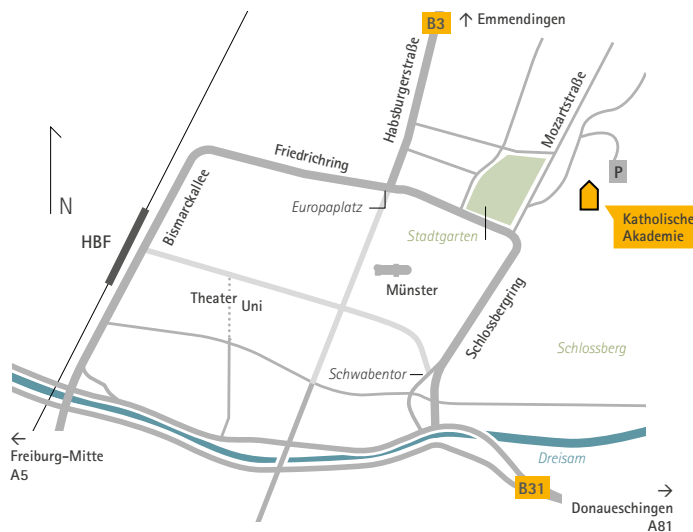 B3
↑ Emmendingen
Habsburgerstraße
Mozartstraße
Friedrichring
P
N
Bismarckallee
Europaplatz
Katholische
Akademie
Stadtgarten
HBF
Münster
Theater
Uni
Schlossbergring
Schlossberg
Schwabentor
←
Freiburg-Mitte
A5
Dreisam
B31
→
Donaueschingen
A81